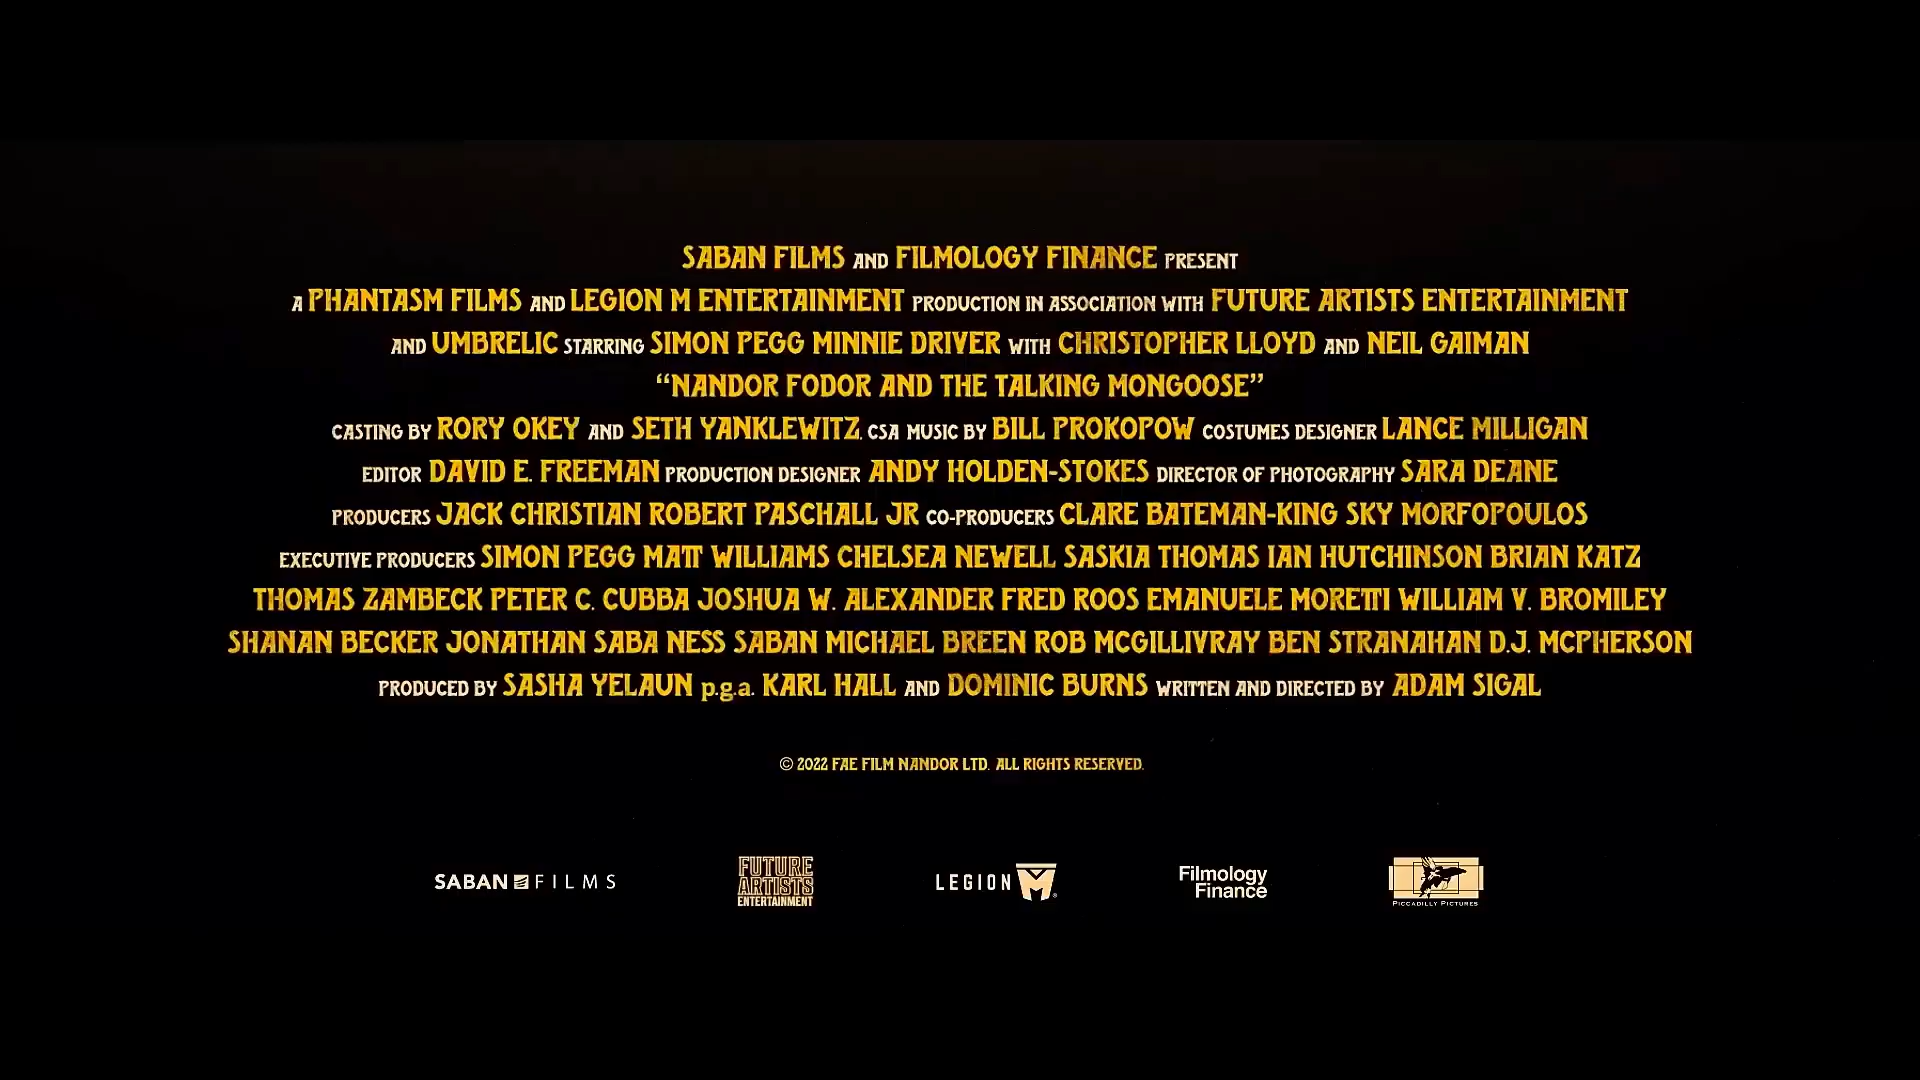 SABAN FILMS AND FILMOLOGY FINANCE PRESENT
A PHANTASM FILMS AND LEGION M ENTERTAINMENT PRODUCTION IN ASSOCIATION WITH FUTURE ARTISTS ENTERTAINMENT
AND UMBRELIC STARRING SIMON PEGG MINNIE DRIVER WITH CHRISTOPHER LLOYD AND NEIL GAIMAN
“NANDOR FODOR AND THE TALKING MONGOOSE”
CASTING BY RORY OKEY AND SETH YANKLEWITZ, CSA MUSIC BY BILL PROKOPOW COSTUMES DESIGNER LANCE MILLIGAN
EDITOR DAVID E. FREEMAN PRODUCTION DESIGNER ANDY HOLDEN-STOKES DIRECTOR OF PHOTOGRAPHY SARA DEANE
PRODUCERS JACK CHRISTIAN ROBERT PASCHALL JR CO-PRODUCERS CLARE BATEMAN-KING SKY MORFOPOULOS
EXECUTIVE PRODUCERS SIMON PEGG MATT WILLIAMS CHELSEA NEWELL SASKIA THOMAS IAN HUTCHINSON BRIAN KATZ
THOMAS ZAMBECK PETER C. CUBBA JOSHUA W. ALEXANDER FRED ROOS EMANUELE MORETTI WILLIAM V. BROMILEY
SHANAN BECKER JONATHAN SABA NESS SABAN MICHAEL BREEN ROB MCGILLIVRAY BEN STRANAHAN D.J. MCPHERSON
PRODUCED BY SASHA YELAUN p.g.a. KARL HALL AND DOMINIC BURNS WRITTEN AND DIRECTED BY ADAM SIGAL
© 2022 FAE FILM NANDOR LTD. ALL RIGHTS RESERVED.
SABAN FILMS
FUTURE
ARTISTS
ENTERTAINMENT
LEGION M®
Filmology
Finance
PICCADILLY PICTURES